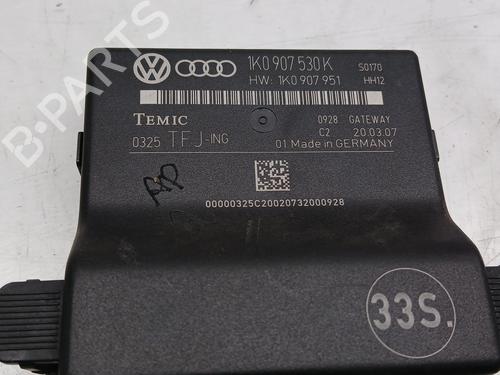 1K0 907 530 K S0170
HW: 1K0 907 951 HH12
TEMIC 0928 GATEWAY
0325 TFJ-ING C2 20.03.07
01 Made in GERMANY
00000325C20020732000928
33S.
B-PARTS
B-PARTS